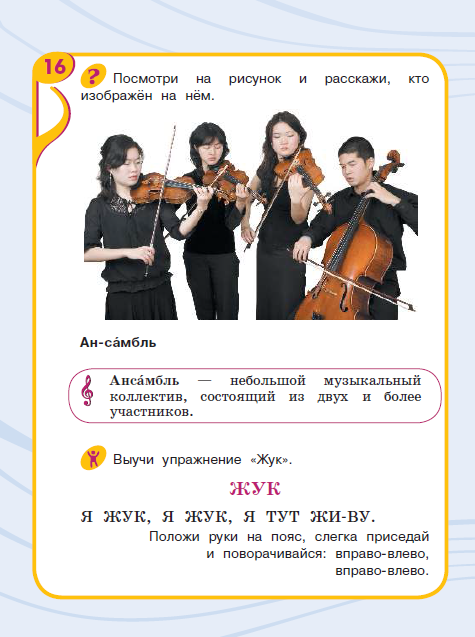 16
? Посмотри на рисунок и расскажи, кто
изображён на нём.
Ан-са́мбль
Анса́мбль — небольшой музыкальный
коллектив, состоящий из двух и более
участников.
Выучи упражнение «Жук».
ЖУК
Я ЖУК, Я ЖУК, Я ТУТ ЖИ-ВУ.
Положи руки на пояс, слегка приседай
и поворачивайся: вправо-влево,
вправо-влево.